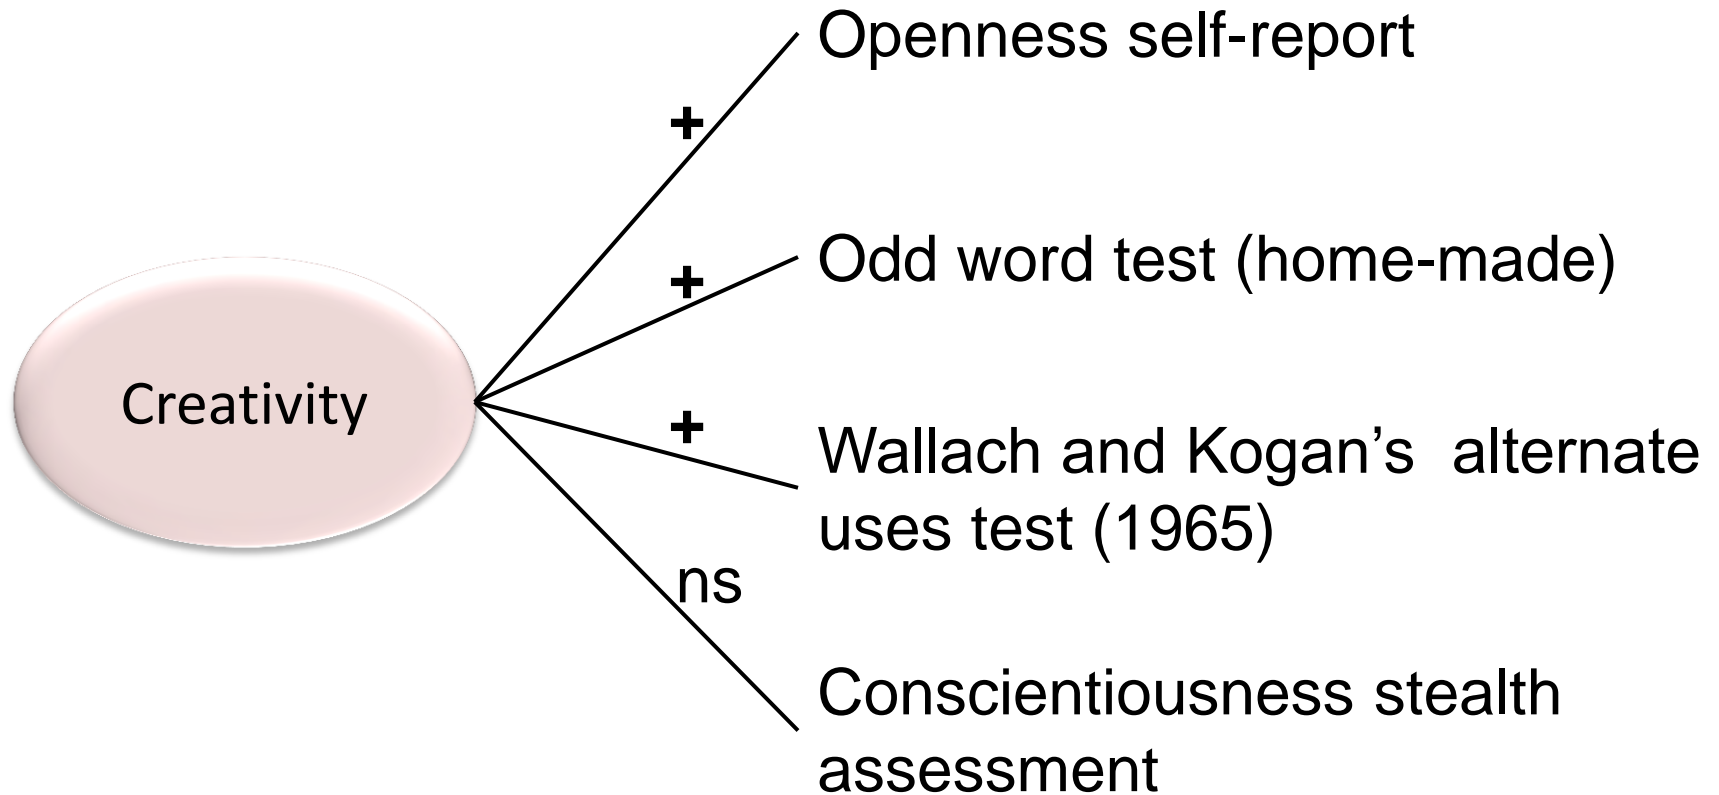 Openness self-report
+
Odd word test (home-made)
+
Creativity
+
Wallach and Kogan’s  alternate
uses test (1965)
ns
Conscientiousness stealth
assessment